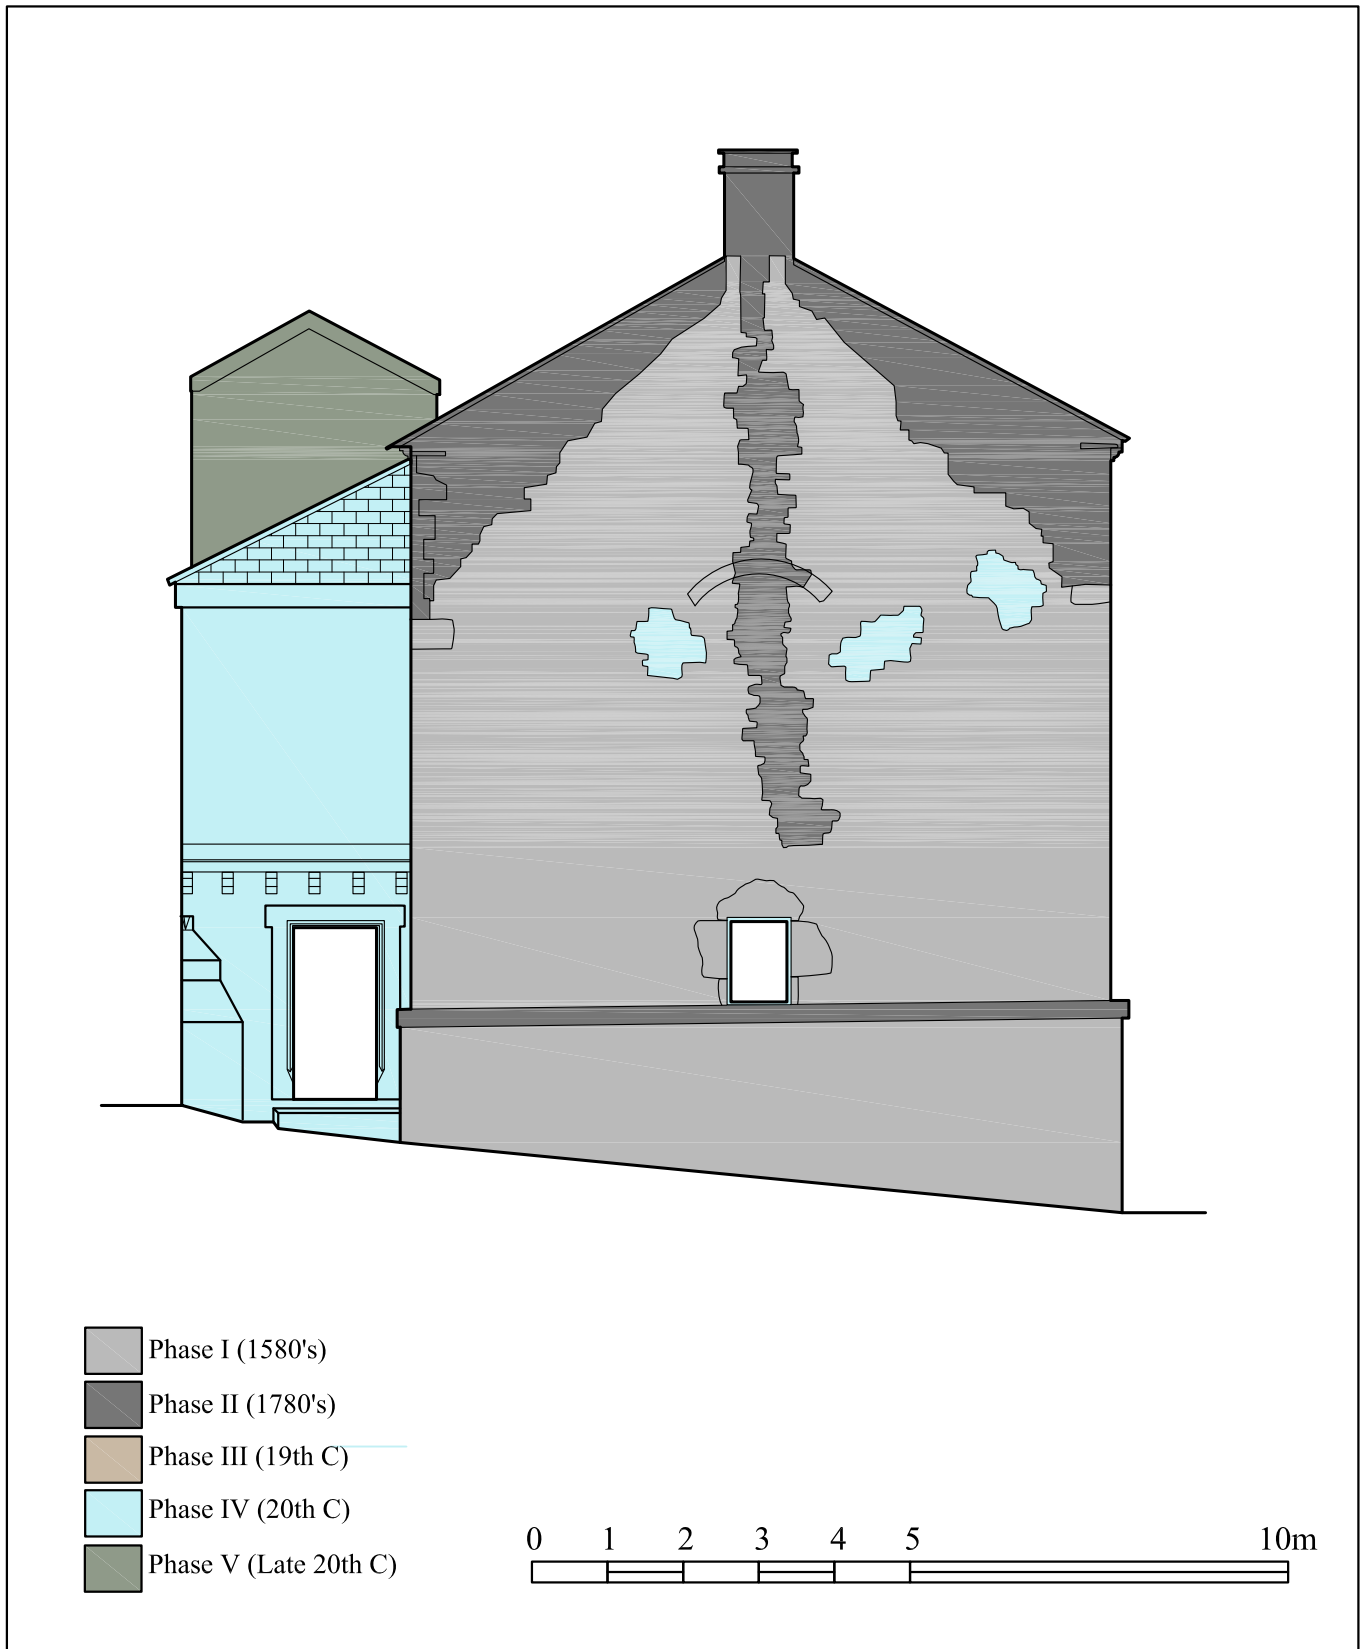 Phase I (1580's)
Phase II (1780's)
Phase III (19th C)
Phase IV (20th C)
Phase V (Late 20th C)
0 1 2 3 4 5 10m